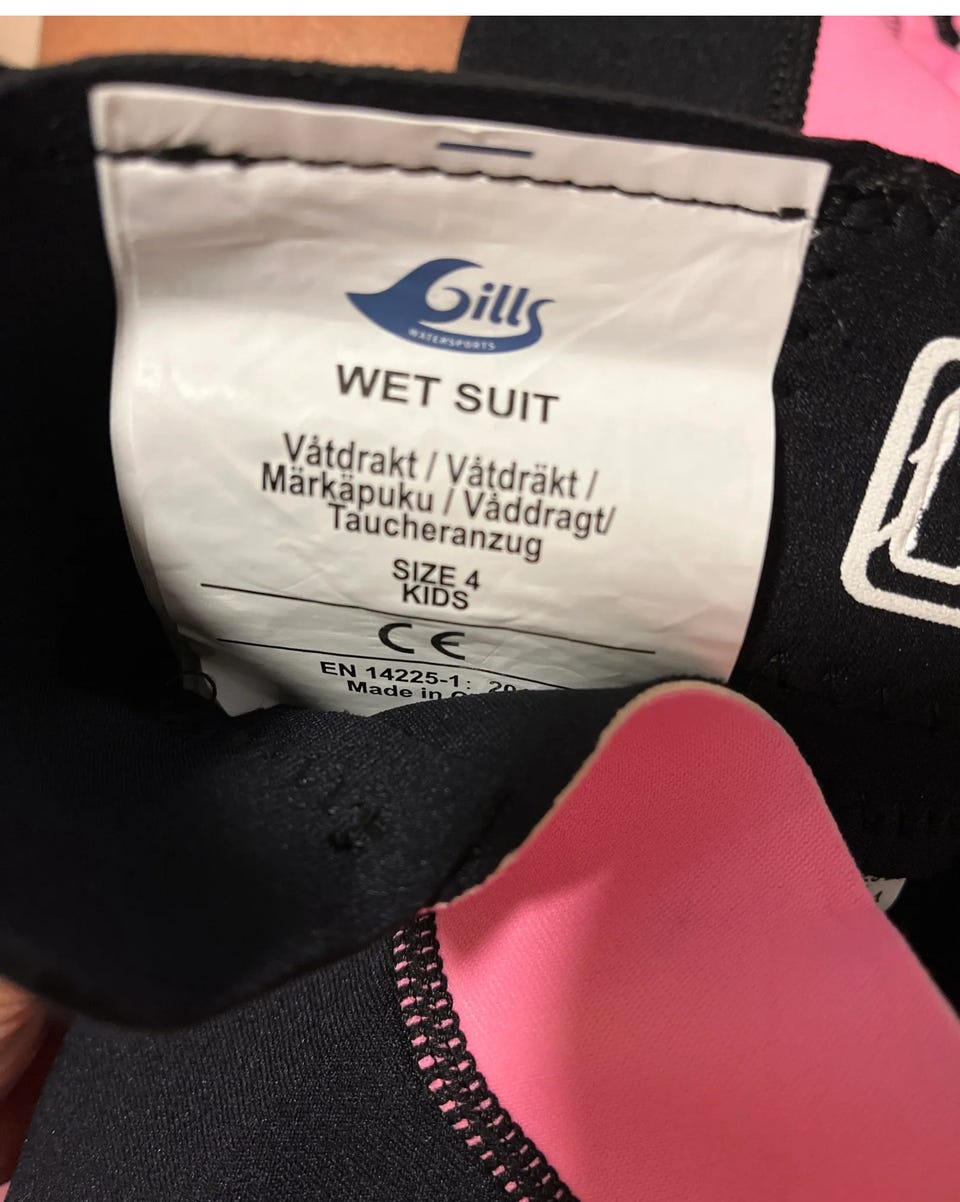 Gills
WATERSPORTS
WET SUIT
Våtdrakt / Våtdräkt /
Märkäpuku / Våddragt/
Taucheranzug
SIZE 4
KIDS
CE
EN 14225-1:
Made in